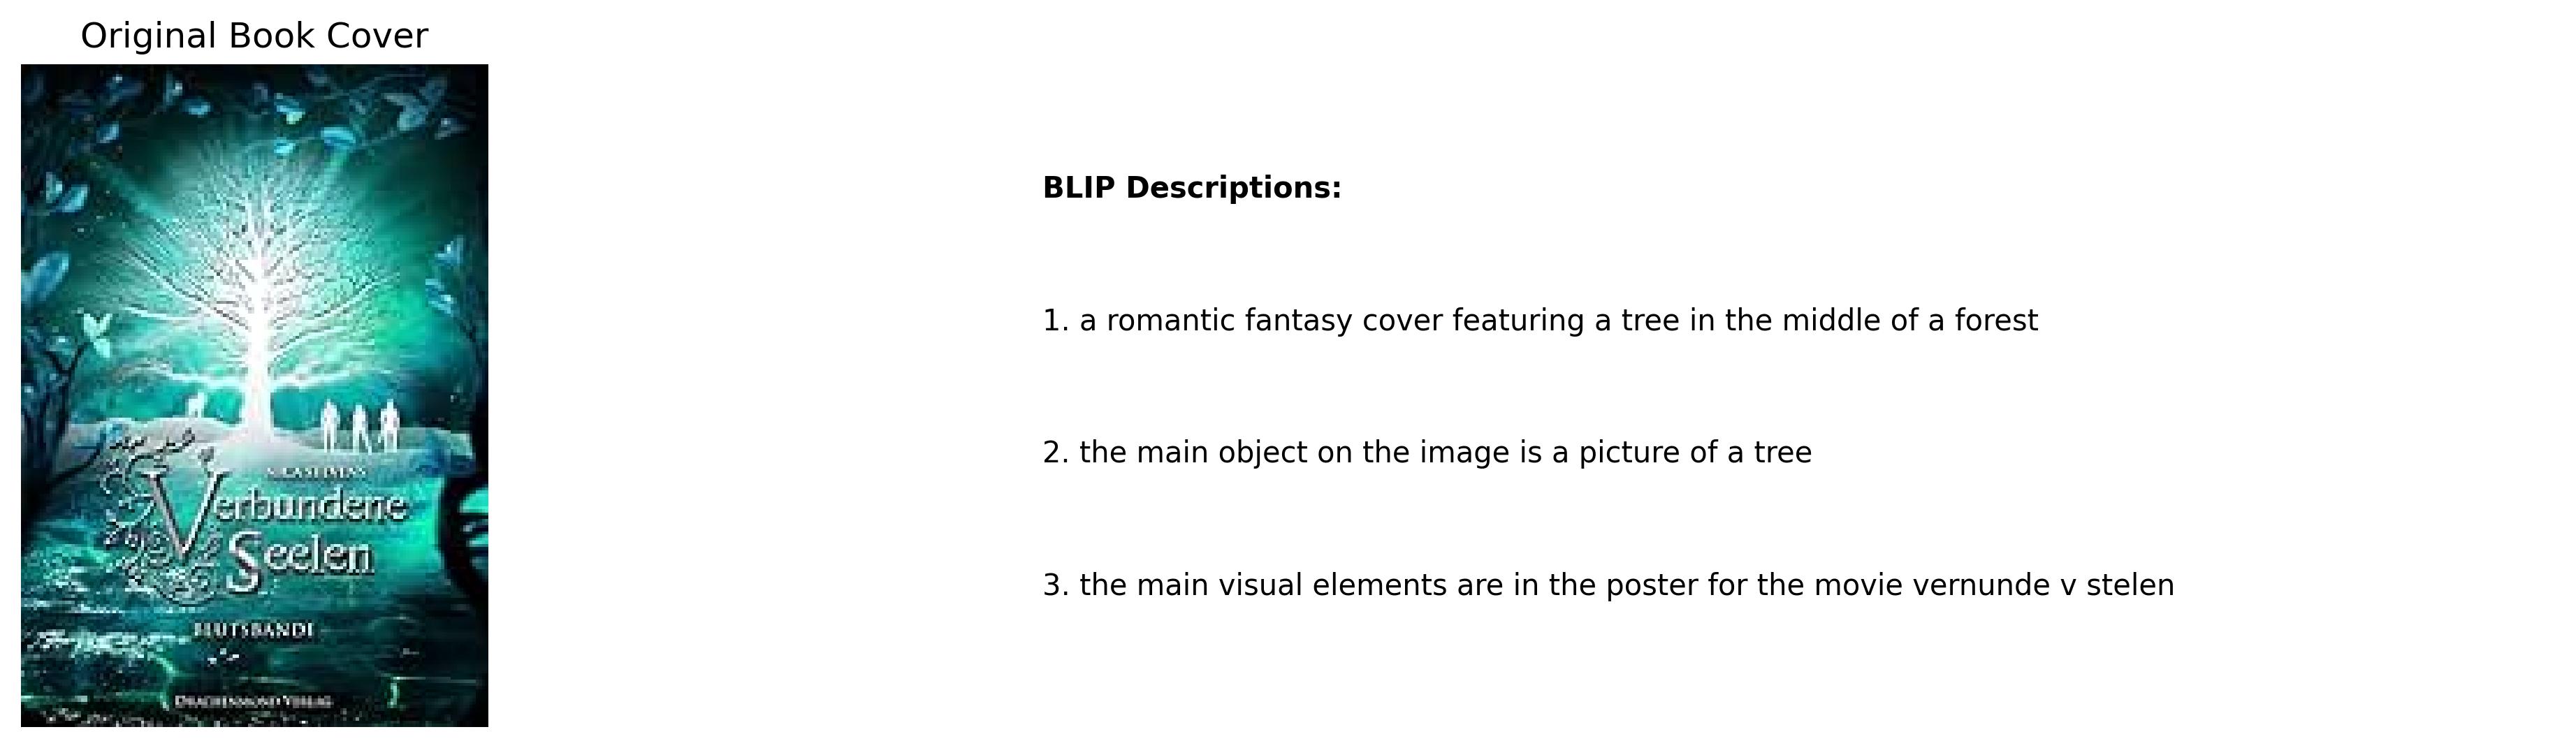 Original Book Cover
Verbundene
Seelen
BLUTSBANDE
DRACHENMOND VERLAG
BLIP Descriptions:
1. a romantic fantasy cover featuring a tree in the middle of a forest
2. the main object on the image is a picture of a tree
3. the main visual elements are in the poster for the movie vernunde v stelen